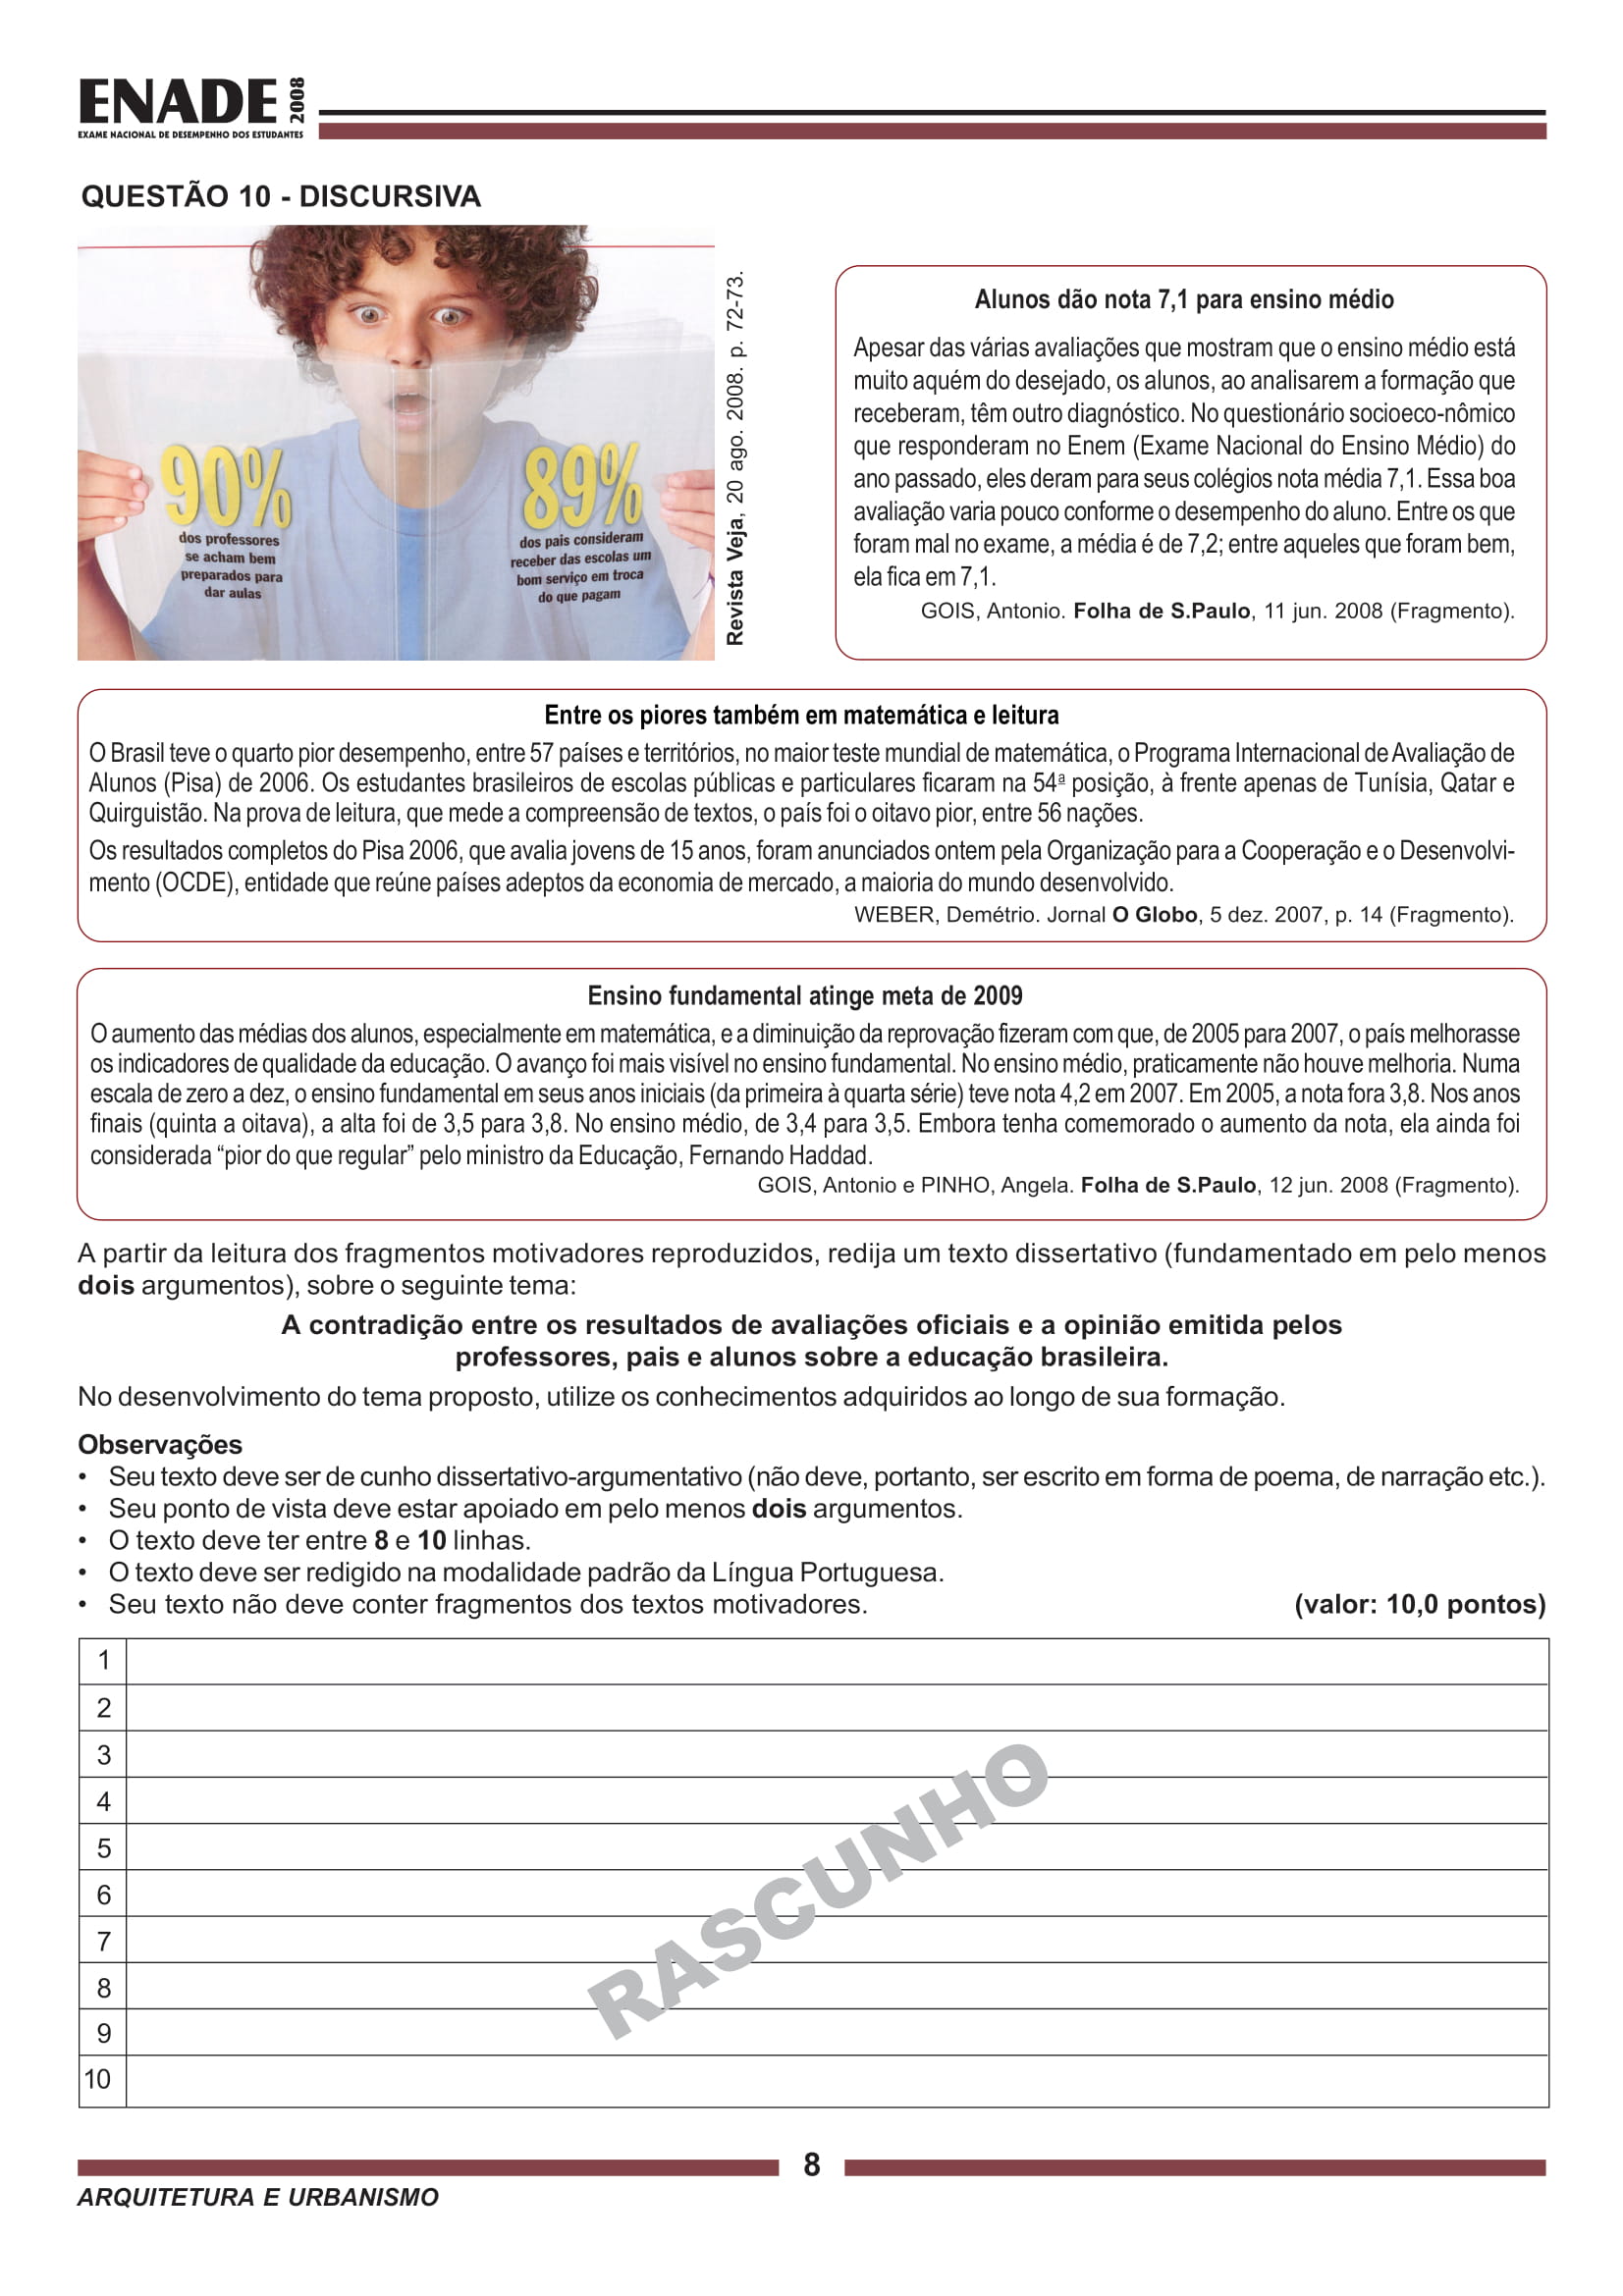 ENADE 2008
EXAME NACIONAL DE DESEMPENHO DOS ESTUDANTES
QUESTÃO 10 - DISCURSIVA
90%
dos professores
se acham bem
preparados para
dar aulas
89%
dos pais consideram
receber das escolas um
bom serviço em troca
do que pagam
Revista Veja, 20 ago. 2008. p. 72-73.
Alunos dão nota 7,1 para ensino médio
Apesar das várias avaliações que mostram que o ensino médio está
muito aquém do desejado, os alunos, ao analisarem a formação que
receberam, têm outro diagnóstico. No questionário socioeco-nômico
que responderam no Enem (Exame Nacional do Ensino Médio) do
ano passado, eles deram para seus colégios nota média 7,1. Essa boa
avaliação varia pouco conforme o desempenho do aluno. Entre os que
foram mal no exame, a média é de 7,2; entre aqueles que foram bem,
ela fica em 7,1.
GOIS, Antonio. Folha de S.Paulo, 11 jun. 2008 (Fragmento).
Entre os piores também em matemática e leitura
O Brasil teve o quarto pior desempenho, entre 57 países e territórios, no maior teste mundial de matemática, o Programa Internacional de Avaliação de
Alunos (Pisa) de 2006. Os estudantes brasileiros de escolas públicas e particulares ficaram na 54ª posição, à frente apenas de Tunísia, Qatar e
Quirguistão. Na prova de leitura, que mede a compreensão de textos, o país foi o oitavo pior, entre 56 nações.
Os resultados completos do Pisa 2006, que avalia jovens de 15 anos, foram anunciados ontem pela Organização para a Cooperação e o Desenvolvi-
mento (OCDE), entidade que reúne países adeptos da economia de mercado, a maioria do mundo desenvolvido.
WEBER, Demétrio. Jornal O Globo, 5 dez. 2007, p. 14 (Fragmento).
Ensino fundamental atinge meta de 2009
O aumento das médias dos alunos, especialmente em matemática, e a diminuição da reprovação fizeram com que, de 2005 para 2007, o país melhorasse
os indicadores de qualidade da educação. O avanço foi mais visível no ensino fundamental. No ensino médio, praticamente não houve melhoria. Numa
escala de zero a dez, o ensino fundamental em seus anos iniciais (da primeira à quarta série) teve nota 4,2 em 2007. Em 2005, a nota fora 3,8. Nos anos
finais (quinta a oitava), a alta foi de 3,5 para 3,8. No ensino médio, de 3,4 para 3,5. Embora tenha comemorado o aumento da nota, ela ainda foi
considerada “pior do que regular” pelo ministro da Educação, Fernando Haddad.
GOIS, Antonio e PINHO, Angela. Folha de S.Paulo, 12 jun. 2008 (Fragmento).
A partir da leitura dos fragmentos motivadores reproduzidos, redija um texto dissertativo (fundamentado em pelo menos
dois argumentos), sobre o seguinte tema:
A contradição entre os resultados de avaliações oficiais e a opinião emitida pelos
professores, pais e alunos sobre a educação brasileira.
No desenvolvimento do tema proposto, utilize os conhecimentos adquiridos ao longo de sua formação.
Observações
• Seu texto deve ser de cunho dissertativo-argumentativo (não deve, portanto, ser escrito em forma de poema, de narração etc.).
• Seu ponto de vista deve estar apoiado em pelo menos dois argumentos.
• O texto deve ter entre 8 e 10 linhas.
• O texto deve ser redigido na modalidade padrão da Língua Portuguesa.
• Seu texto não deve conter fragmentos dos textos motivadores. (valor: 10,0 pontos)
1
2
3
4
5
6
7
8
9
10
RASCUNHO
8
ARQUITETURA E URBANISMO